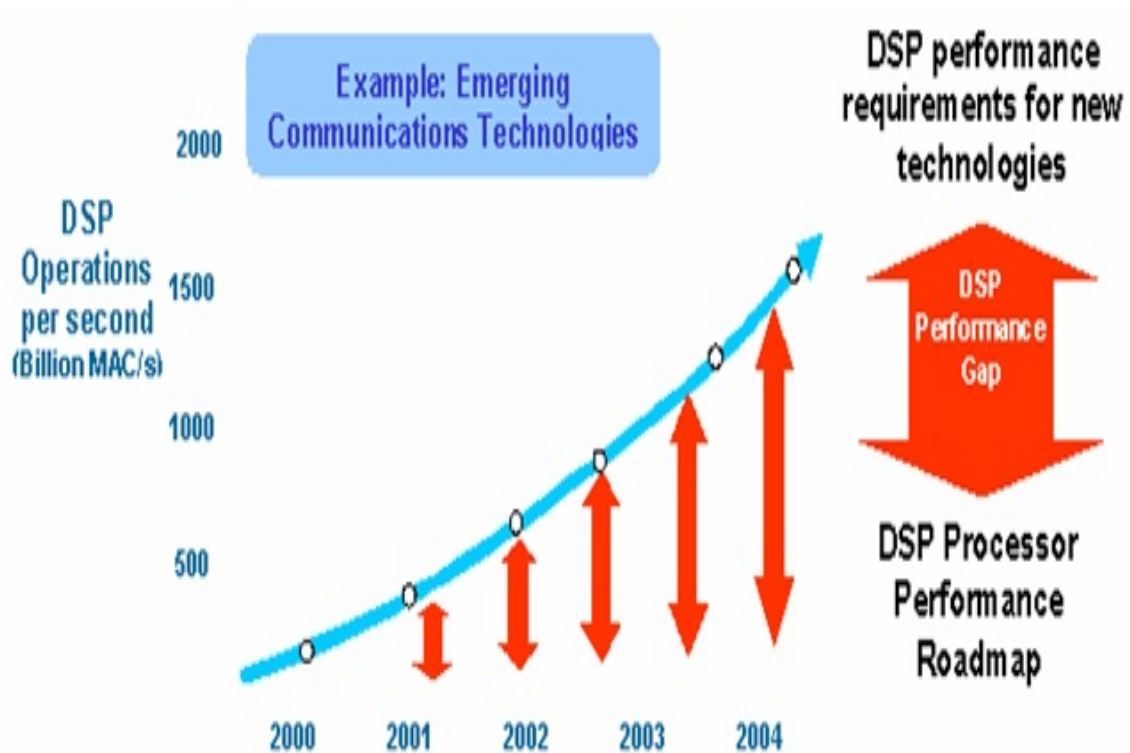 Example: Emerging
Communications Technologies
DSP
Operations
per second
(Billion MAC/s)
2000
1500
1000
500
2000
2001
2002
2003
2004
DSP performance
requirements for new
technologies
DSP
Performance
Gap
DSP Processor
Performance
Roadmap